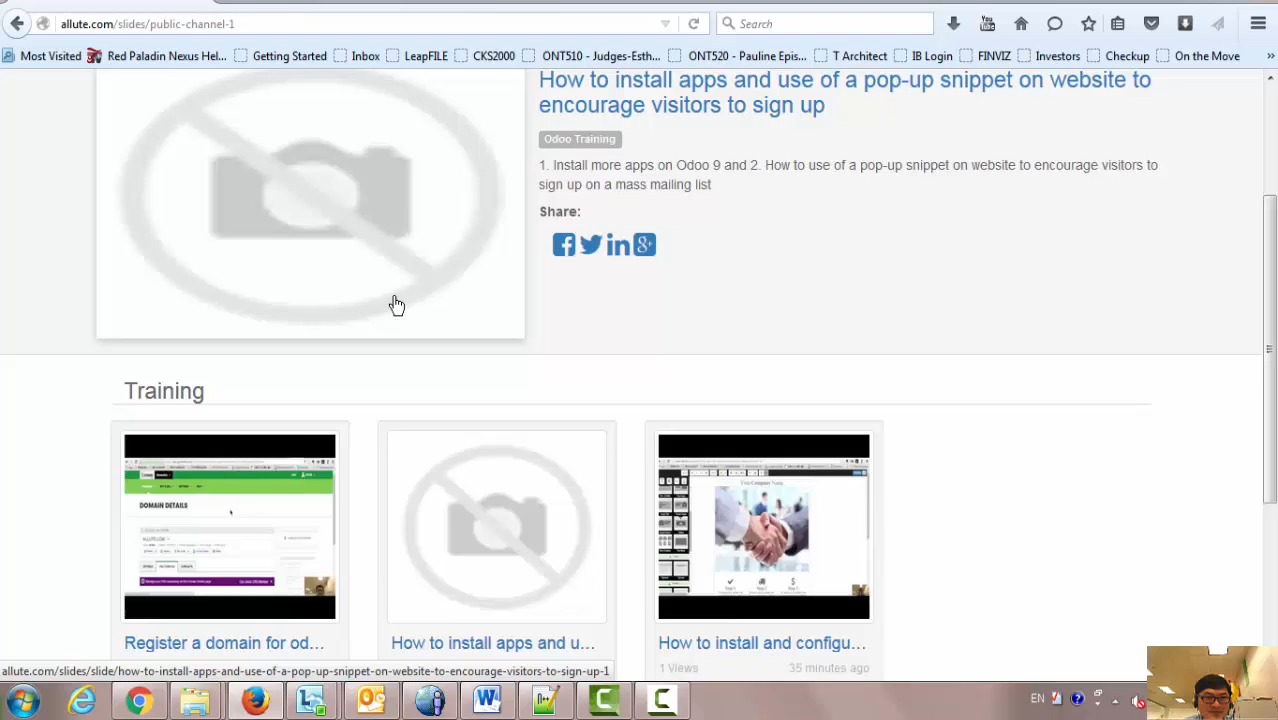 allute.com/slides/public-channel-1
Search
Most Visited Red Paladin Nexus Hel... Getting Started Inbox LeapFILE CKS2000 ONT510 - Judges-Esth... ONT520 - Pauline Epis... T Architect IB Login FINVIZ Investors Checkup On the Move
How to install apps and use of a pop-up snippet on website to
encourage visitors to sign up
Odoo Training
1. Install more apps on Odoo 9 and 2. How to use of a pop-up snippet on website to encourage visitors to
sign up on a mass mailing list
Share:
Training
DOMAIN DETAILS
Your Company Name
Register a domain for od...
How to install apps and u...
How to install and configu...
1 Views 35 minutes ago
allute.com/slides/slide/how-to-install-apps-and-use-of-a-pop-up-snippet-on-website-to-encourage-visitors-to-sign-up-1
EN